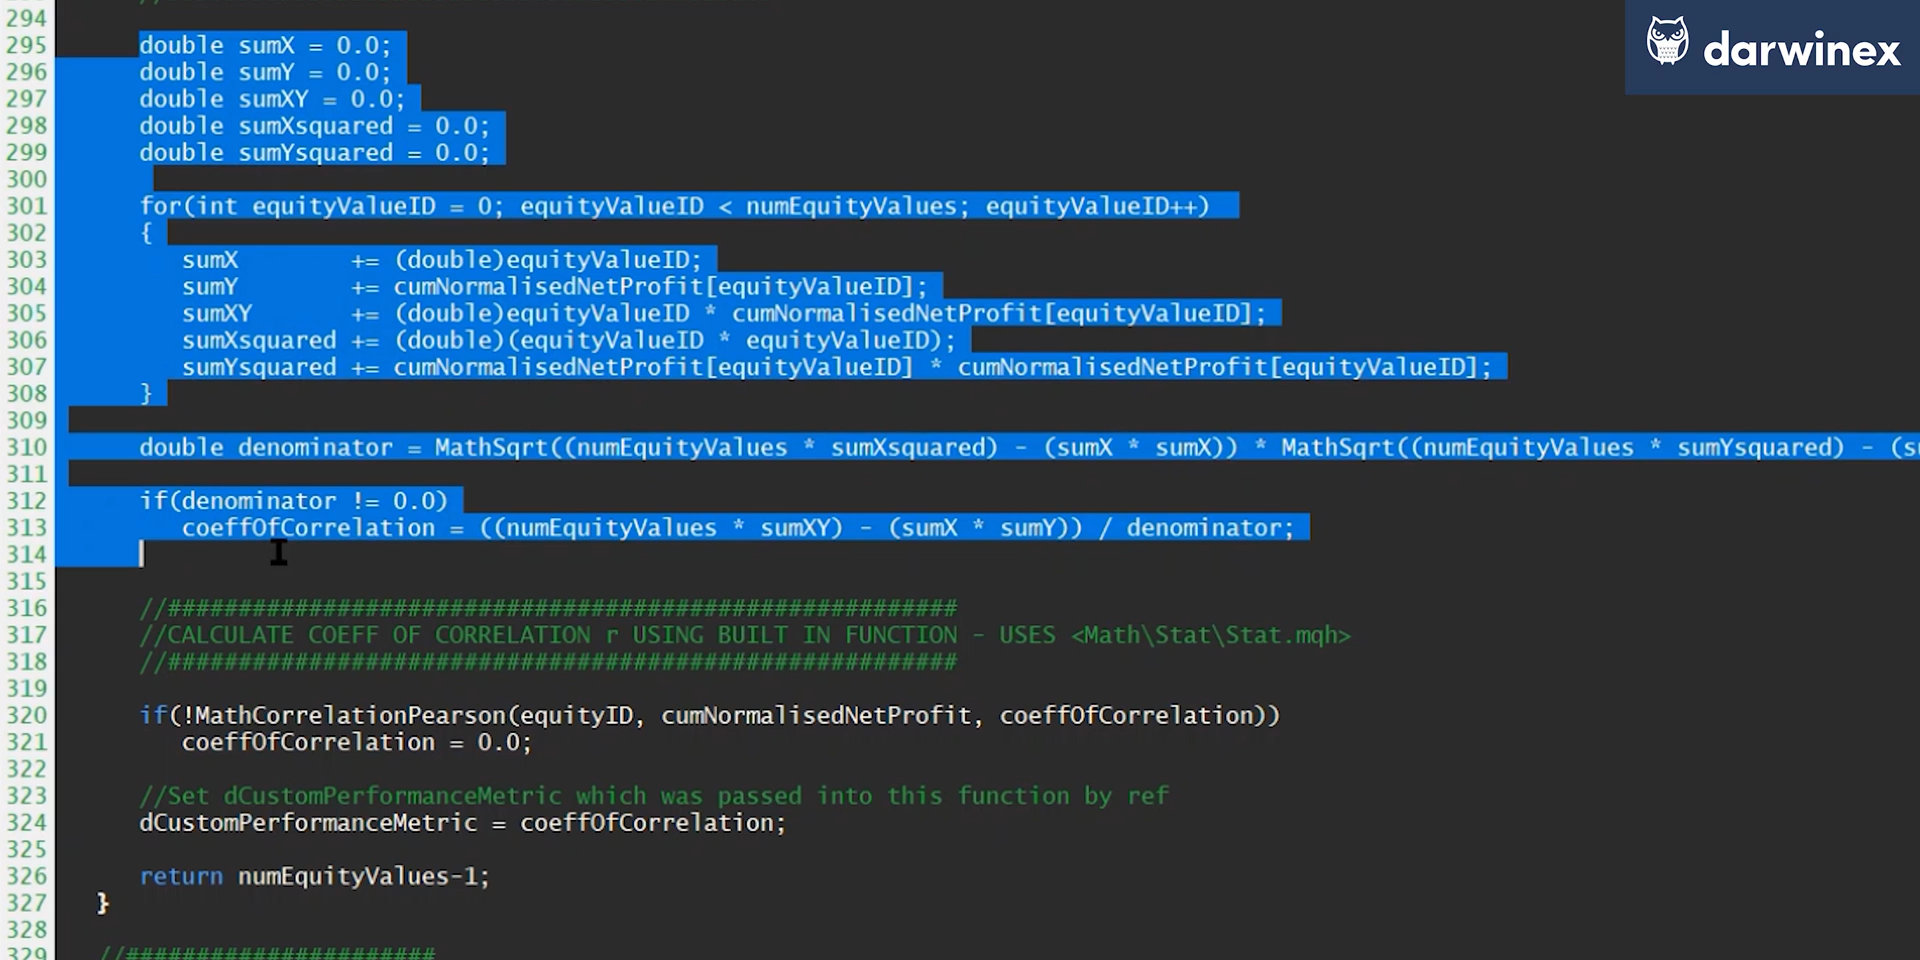 294
295 double sumX = 0.0;
296 double sumY = 0.0;
297 double sumXY = 0.0;
298 double sumXsquared = 0.0;
299 double sumYsquared = 0.0;
300
301 for(int equityValueID = 0; equityValueID < numEquityValues; equityValueID++)
302 {
303 sumX += (double)equityValueID;
304 sumY += cumNormalisedNetProfit[equityValueID];
305 sumXY += (double)equityValueID * cumNormalisedNetProfit[equityValueID];
306 sumXsquared += (double)(equityValueID * equityValueID);
307 sumYsquared += cumNormalisedNetProfit[equityValueID] * cumNormalisedNetProfit[equityValueID];
308 }
309
310 double denominator = MathSqrt((numEquityValues * sumXsquared) - (sumX * sumX)) * MathSqrt((numEquityValues * sumYsquared) - (
311
312 if(denominator != 0.0)
313 coeffOfCorrelation = ((numEquityValues * sumXY) - (sumX * sumY)) / denominator;
314
315
316 //########################################################
317 //CALCULATE COEFF OF CORRELATION r USING BUILT IN FUNCTION - USES <Math\Stat\Stat.mqh>
318 //########################################################
319
320 if(!MathCorrelationPearson(equityID, cumNormalisedNetProfit, coeffOfCorrelation))
321 coeffOfCorrelation = 0.0;
322
323 //Set dCustomPerformanceMetric which was passed into this function by ref
324 dCustomPerformanceMetric = coeffOfCorrelation;
325
326 return numEquityValues-1;
327 }
328
329 //######################
darwinex